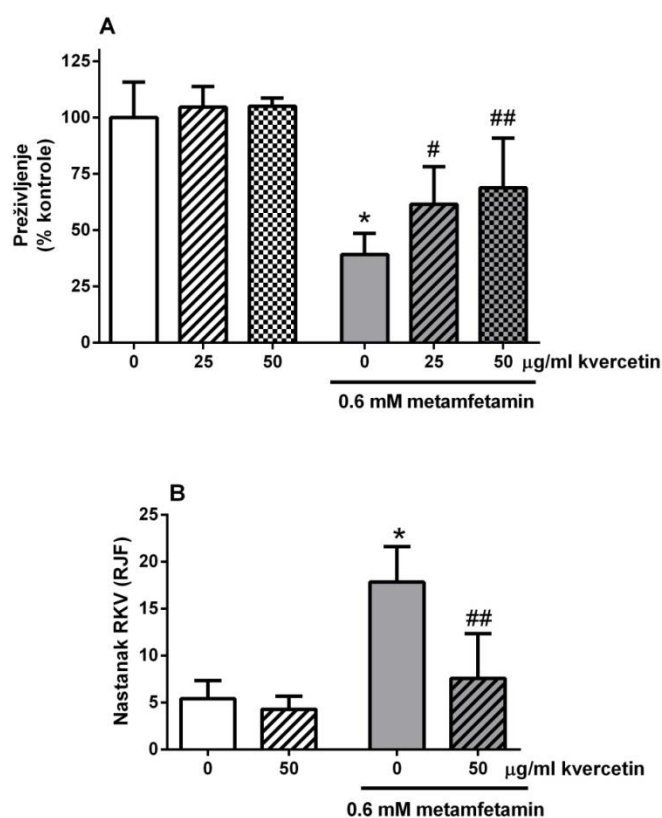 A
Preživljenje
(% kontrole)
125
100
75
50
25
0
*
#
##
0 25 50 0 25 50 μg/ml kvercetin
0.6 mM metamfetamin
B
Nastanak RKV (RJF)
25
20
15
10
5
0
*
##
0 50 0 50 μg/ml kvercetin
0.6 mM metamfetamin